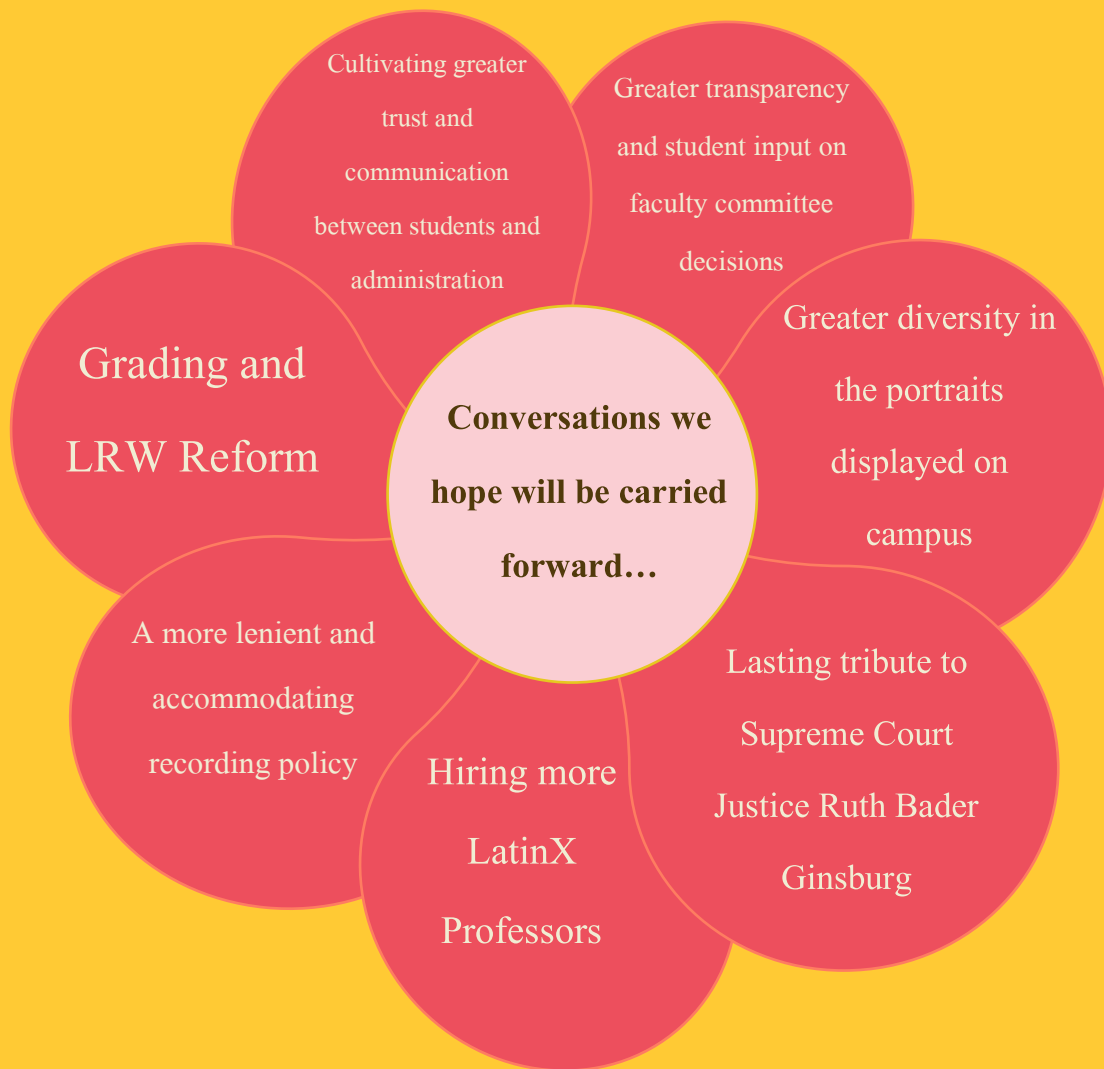 Conversations we
hope will be carried
forward…
Cultivating greater
trust and
communication
between students and
administration
Greater transparency
and student input on
faculty committee
decisions
Greater diversity in
the portraits
displayed on
campus
Lasting tribute to
Supreme Court
Justice Ruth Bader
Ginsburg
Hiring more
LatinX
Professors
A more lenient and
accommodating
recording policy
Grading and
LRW Reform